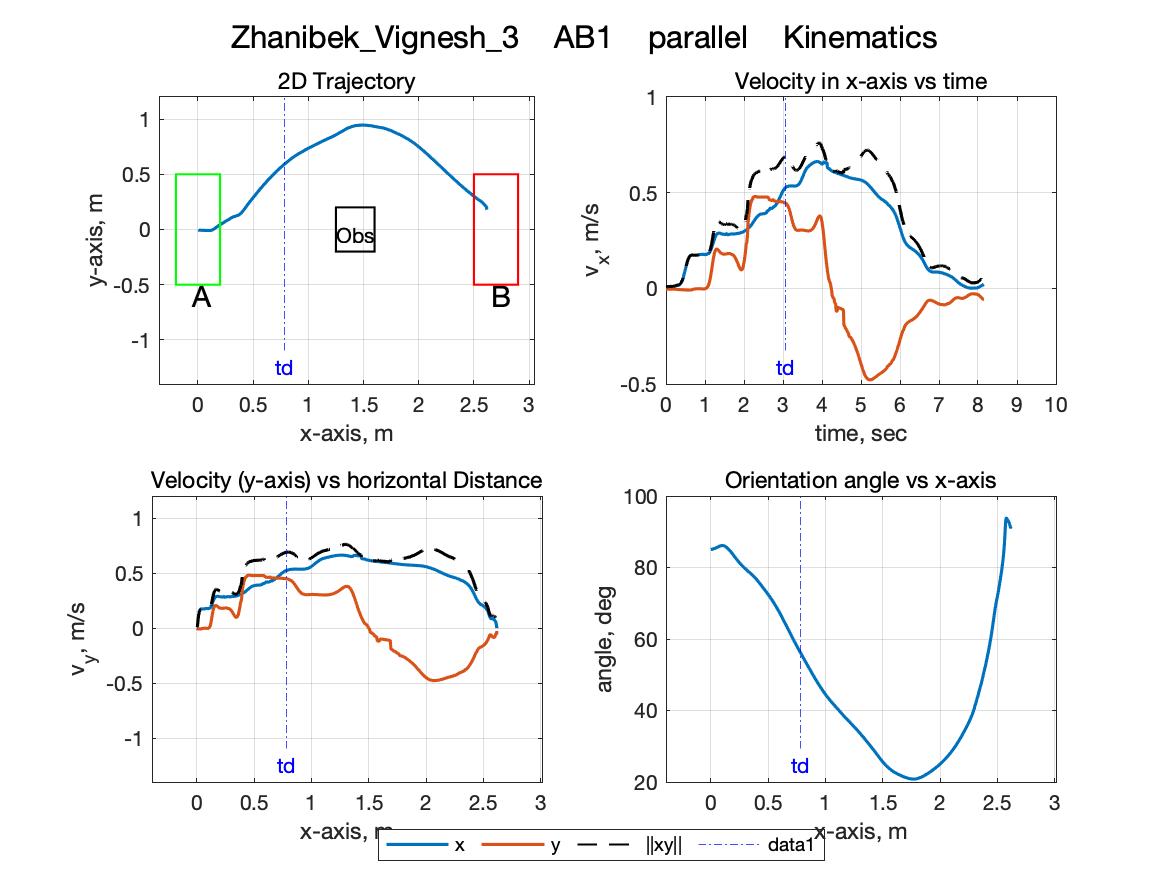 Zhanibek_Vignesh_3 AB1 parallel Kinematics
2D Trajectory
1
0.5
0
-0.5
-1
y-axis, m
A
Obs
B
td
0 0.5 1 1.5 2 2.5 3
x-axis, m
Velocity in x-axis vs time
1
0.5
0
-0.5
v_x, m/s
td
0 1 2 3 4 5 6 7 8 9 10
time, sec
Velocity (y-axis) vs horizontal Distance
1
0.5
0
-0.5
-1
v_y, m/s
td
0 0.5 1 1.5 2 2.5 3
x-axis, m
Orientation angle vs x-axis
100
80
60
40
20
angle, deg
td
0 0.5 1 1.5 2 2.5 3
x-axis, m
x y ||xy|| data1